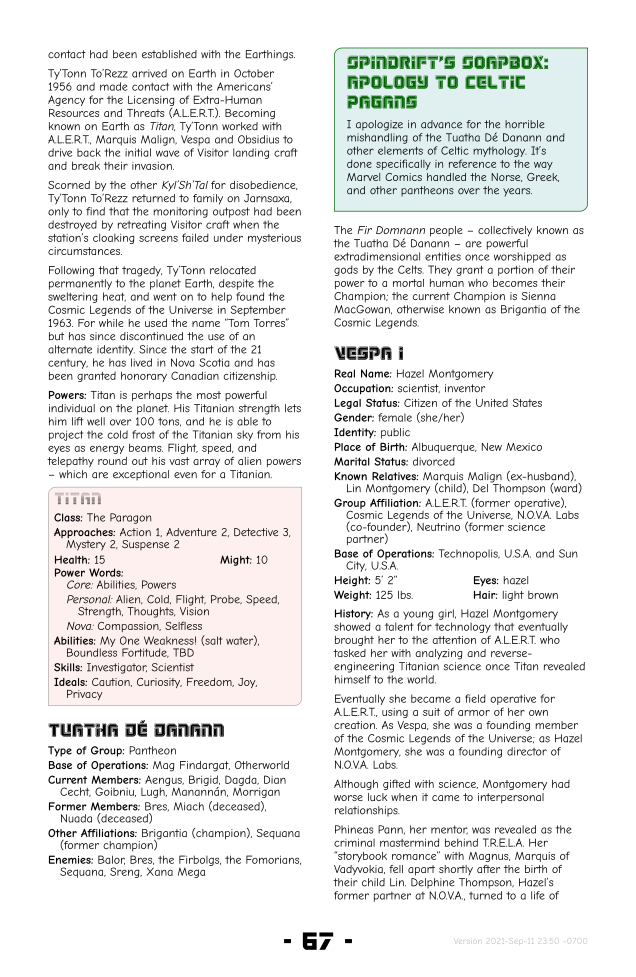 contact had been established with the Earthings.
Ty'Tonn To'Rezz arrived on Earth in October
1956 and made contact with the Americans'
Agency for the Licensing of Extra-Human
Resources and Threats (A.L.E.R.T.). Becoming
known on Earth as Titan, Ty'Tonn worked with
A.L.E.R.T., Marquis Malign, Vespa and Obsidius to
drive back the initial wave of Visitor landing craft
and break their invasion.
Scorned by the other Kyl'Sh'Tal for disobedience,
Ty'Tonn To'Rezz returned to family on Jarnsaxa,
only to find that the monitoring outpost had been
destroyed by retreating Visitor craft when the
station's cloaking screens failed under mysterious
circumstances.
Following that tragedy, Ty'Tonn relocated
permanently to the planet Earth, despite the
sweltering heat, and went on to help found the
Cosmic Legends of the Universe in September
1963. For while he used the name "Tom Torres"
but has since discontinued the use of an
alternate identity. Since the start of the 21
century, he has lived in Nova Scotia and has
been granted honorary Canadian citizenship.
Powers: Titan is perhaps the most powerful
individual on the planet. His Titanian strength lets
him lift well over 100 tons, and he is able to
project the cold frost of the Titanian sky from his
eyes as energy beams. Flight, speed, and
telepathy round out his vast array of alien powers
– which are exceptional even for a Titanian.
Titan
Class: The Paragon
Approaches: Action 1, Adventure 2, Detective 3,
Mystery 2, Suspense 2
Health: 15 Might: 10
Power Words:
Core: Abilities, Powers
Personal: Alien, Cold, Flight, Probe, Speed,
Strength, Thoughts, Vision
Nova: Compassion, Selfless
Abilities: My One Weakness! (salt water),
Boundless Fortitude, TBD
Skills: Investigator, Scientist
Ideals: Caution, Curiosity, Freedom, Joy,
Privacy
Tuatha Dé Danann
Type of Group: Pantheon
Base of Operations: Mag Findargat, Otherworld
Current Members: Aengus, Brigid, Dagda, Dian
Cecht, Goibniu, Lugh, Manannán, Morrigan
Former Members: Bres, Miach (deceased),
Nuada (deceased)
Other Affiliations: Brigantia (champion), Sequana
(former champion)
Enemies: Balor, Bres, the Firbolgs, the Fomorians,
Sequana, Sreng, Xana Mega
Spindrift's Soapbox:
Apology to Celtic
Pagans
I apologize in advance for the horrible
mishandling of the Tuatha Dé Danann and
other elements of Celtic mythology. It's
done specifically in reference to the way
Marvel Comics handled the Norse, Greek,
and other pantheons over the years.
The Fir Domnann people – collectively known as
the Tuatha Dé Danann – are powerful
extradimensional entities once worshipped as
gods by the Celts. They grant a portion of their
power to a mortal human who becomes their
Champion; the current Champion is Sienna
MacGowan, otherwise known as Brigantia of the
Cosmic Legends.
Vespa I
Real Name: Hazel Montgomery
Occupation: scientist, inventor
Legal Status: Citizen of the United States
Gender: female (she/her)
Identity: public
Place of Birth: Albuquerque, New Mexico
Marital Status: divorced
Known Relatives: Marquis Malign (ex-husband),
Lin Montgomery (child), Del Thompson (ward)
Group Affiliation: A.L.E.R.T. (former operative),
Cosmic Legends of the Universe, N.O.V.A. Labs
(co-founder), Neutrino (former science
partner)
Base of Operations: Technopolis, U.S.A. and Sun
City, U.S.A.
Height: 5' 2" Eyes: hazel
Weight: 125 lbs. Hair: light brown
History: As a young girl, Hazel Montgomery
showed a talent for technology that eventually
brought her to the attention of A.L.E.R.T. who
tasked her with analyzing and reverse-
engineering Titanian science once Titan revealed
himself to the world.
Eventually she became a field operative for
A.L.E.R.T., using a suit of armor of her own
creation. As Vespa, she was a founding member
of the Cosmic Legends of the Universe; as Hazel
Montgomery, she was a founding director of
N.O.V.A. Labs.
Although gifted with science, Montgomery had
worse luck when it came to interpersonal
relationships.
Phineas Pann, her mentor, was revealed as the
criminal mastermind behind T.R.E.L.A. Her
"storybook romance" with Magnus, Marquis of
Vadyvokia, fell apart shortly after the birth of
their child Lin. Delphine Thompson, Hazel's
former partner at N.O.V.A., turned to a life of
- 67 -
Version 2021-Sep-11 23:50 -0700